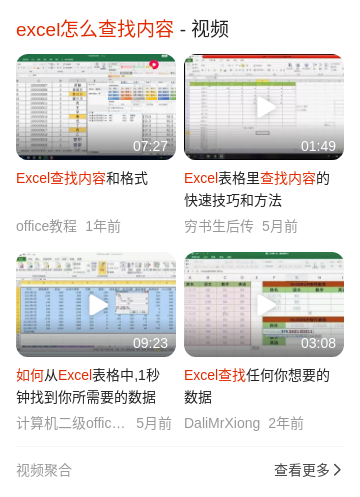 excel怎么查找内容 - 视频
07:27
01:49
Excel查找内容和格式
Excel表格里查找内容的
快速技巧和方法
office教程 1年前
穷书生后传 5月前
09:23
03:08
如何从Excel表格中,1秒
钟找到你所需要的数据
Excel查找任何你想要的
数据
计算机二级offic... 5月前
DaliMrXiong 2年前
视频聚合
查看更多